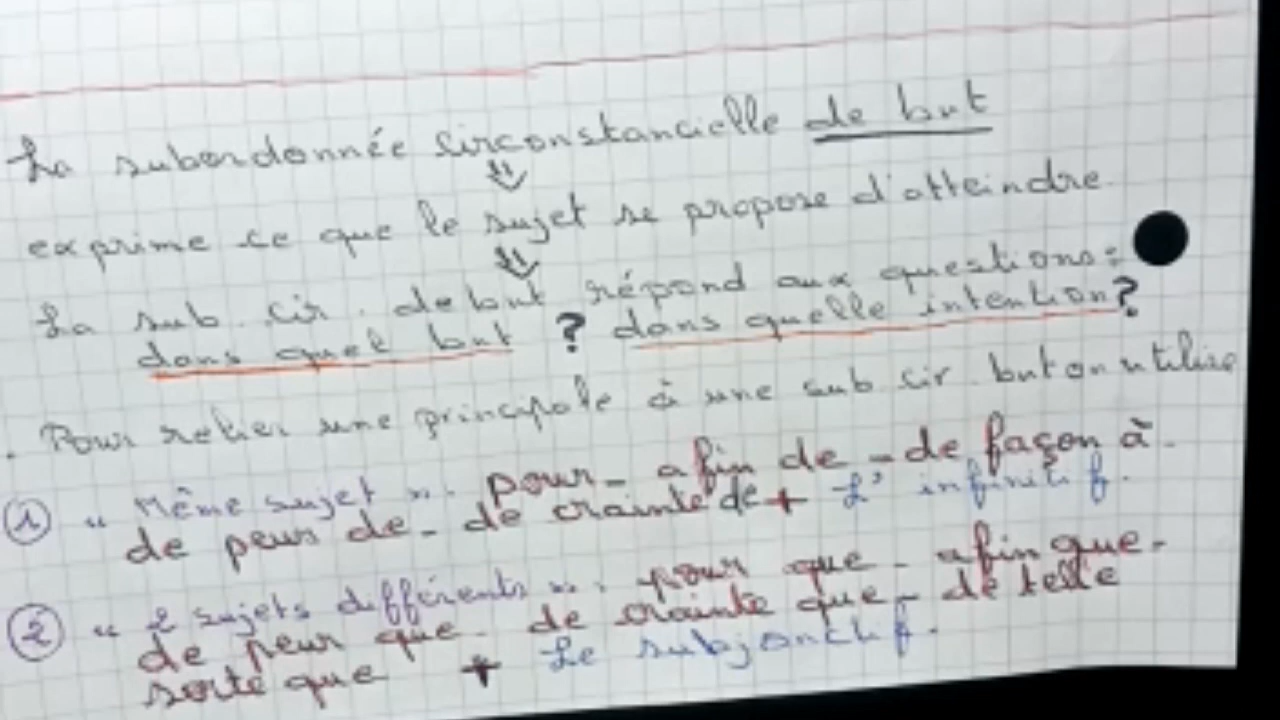 La subordonnée circonstancielle de but
⇓
exprime ce que le sujet se propose d'atteindre
⇓
La sub. cir. de but répond aux questions :
dans quel but ? dans quelle intention ?
. Pour relier une principale à une sub cir. but on utilise
① " Même sujet " : pour - afin de - de façon à -
de peur de - de crainte de + L'infinitif.
② " 2 sujets différents " : pour que - afin que -
de peur que - de crainte que - de telle
sorte que + Le subjonctif.